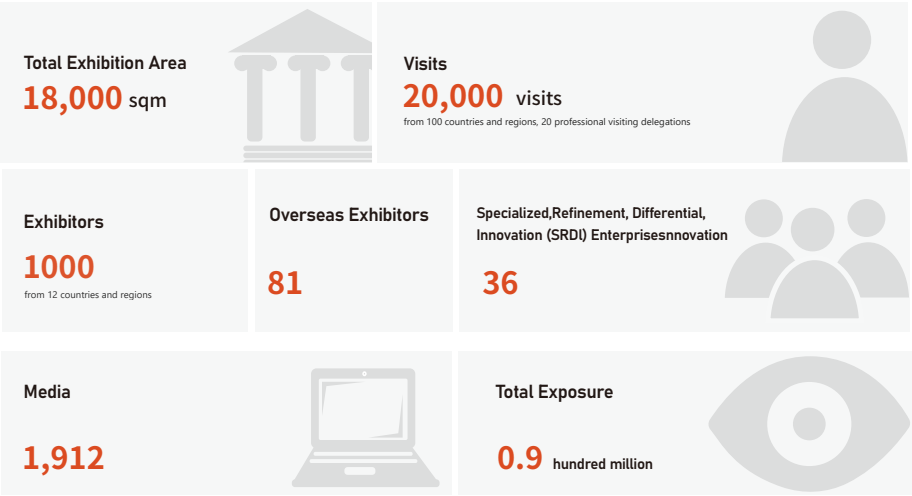 Total Exhibition Area
18,000 sqm
Visits
20,000 visits
from 100 countries and regions, 20 professional visiting delegations
Exhibitors
1000
from 12 countries and regions
Overseas Exhibitors
81
Specialized,Refinement, Differential,
Innovation (SRDl) Enterprisesnnovation
36
Media
1,912
Total Exposure
0.9 hundred million